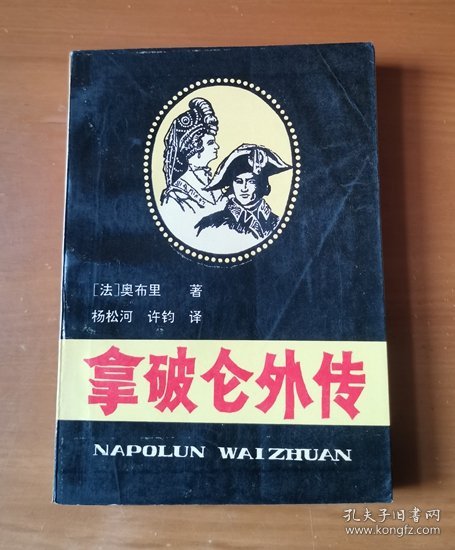 [法]奥布里 著
杨松河 许钧 译
拿破仑外传
NAPOLUN WAIZHUAN
孔夫子旧书网
www.kongfz.com